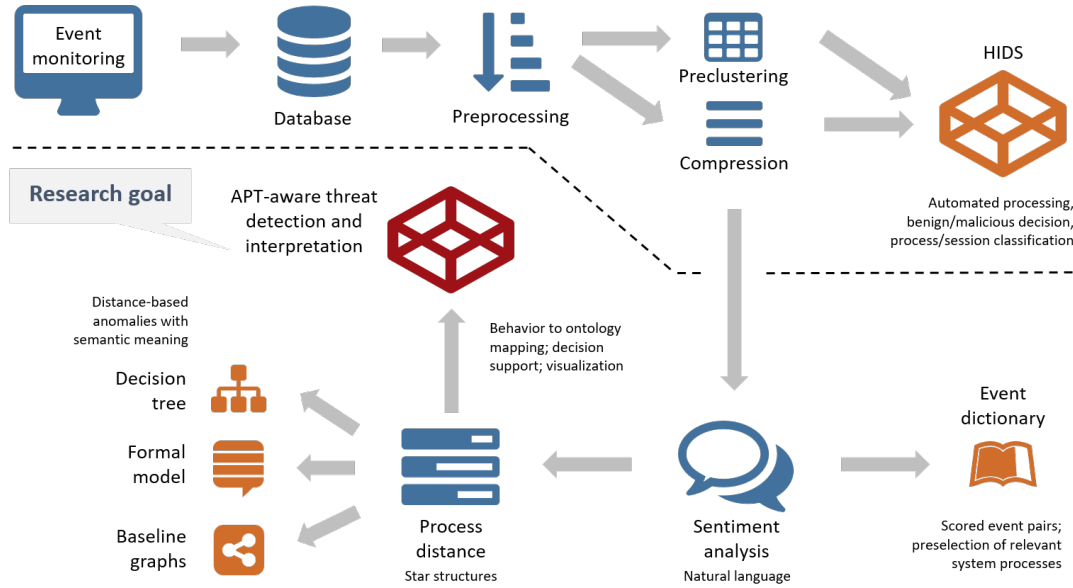 Event
monitoring
Database
Preprocessing
Preclustering
Compression
HIDS
Automated processing,
benign/malicious decision,
process/session classification
Research goal
APT-aware threat
detection and
interpretation
Distance-based
anomalies with
semantic meaning
Behavior to ontology
mapping; decision
support; visualization
Decision
tree
Formal
model
Baseline
graphs
Process
distance
Star structures
Sentiment
analysis
Natural language
Event
dictionary
Scored event pairs;
preselection of relevant
system processes